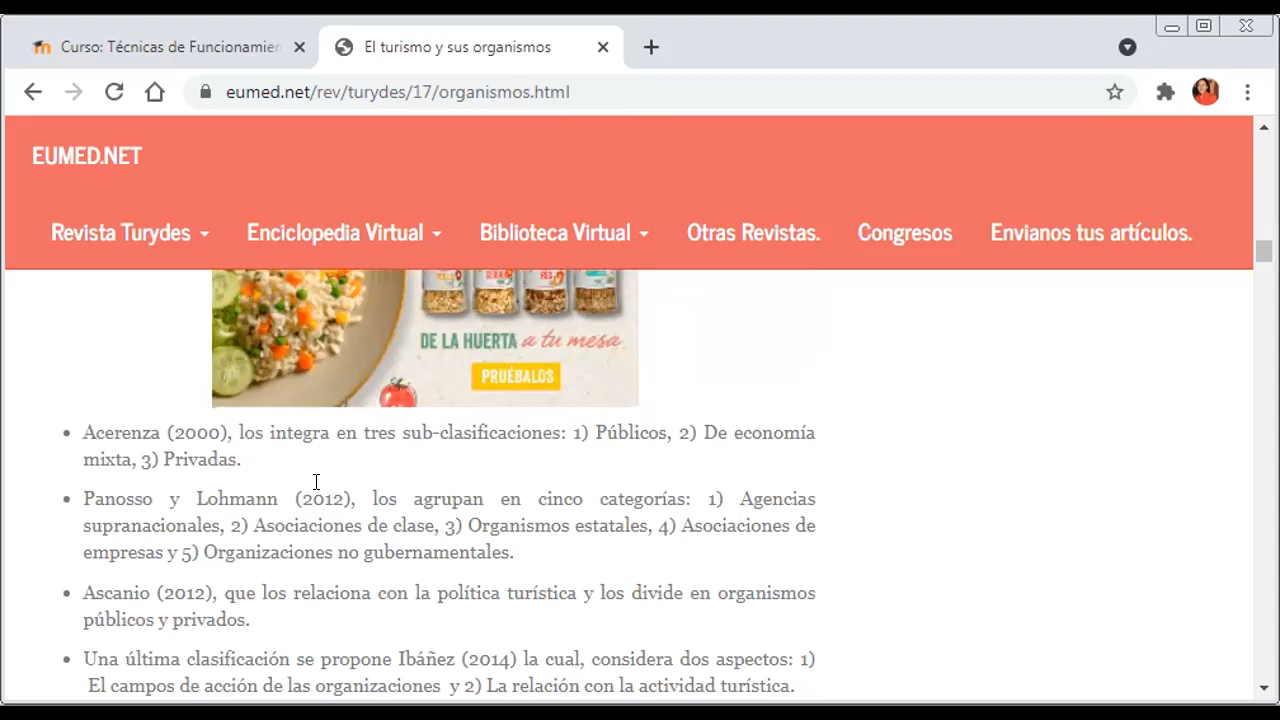 Curso: Técnicas de Funcionamien
El turismo y sus organismos
eumed.net/rev/turydes/17/organismos.html
EUMED.NET
Revista Turydes
Enciclopedia Virtual
Biblioteca Virtual
Otras Revistas.
Congresos
Envianos tus artículos.
DE LA HUERTA a tu mesa.
PRUÉBALOS
• Acerenza (2000), los integra en tres sub-clasificaciones: 1) Públicos, 2) De economía
mixta, 3) Privadas.
• Panosso y Lohmann (2012), los agrupan en cinco categorías: 1) Agencias
supranacionales, 2) Asociaciones de clase, 3) Organismos estatales, 4) Asociaciones de
empresas y 5) Organizaciones no gubernamentales.
• Ascanio (2012), que los relaciona con la política turística y los divide en organismos
públicos y privados.
• Una última clasificación se propone Ibáñez (2014) la cual, considera dos aspectos: 1)
El campos de acción de las organizaciones y 2) La relación con la actividad turística.